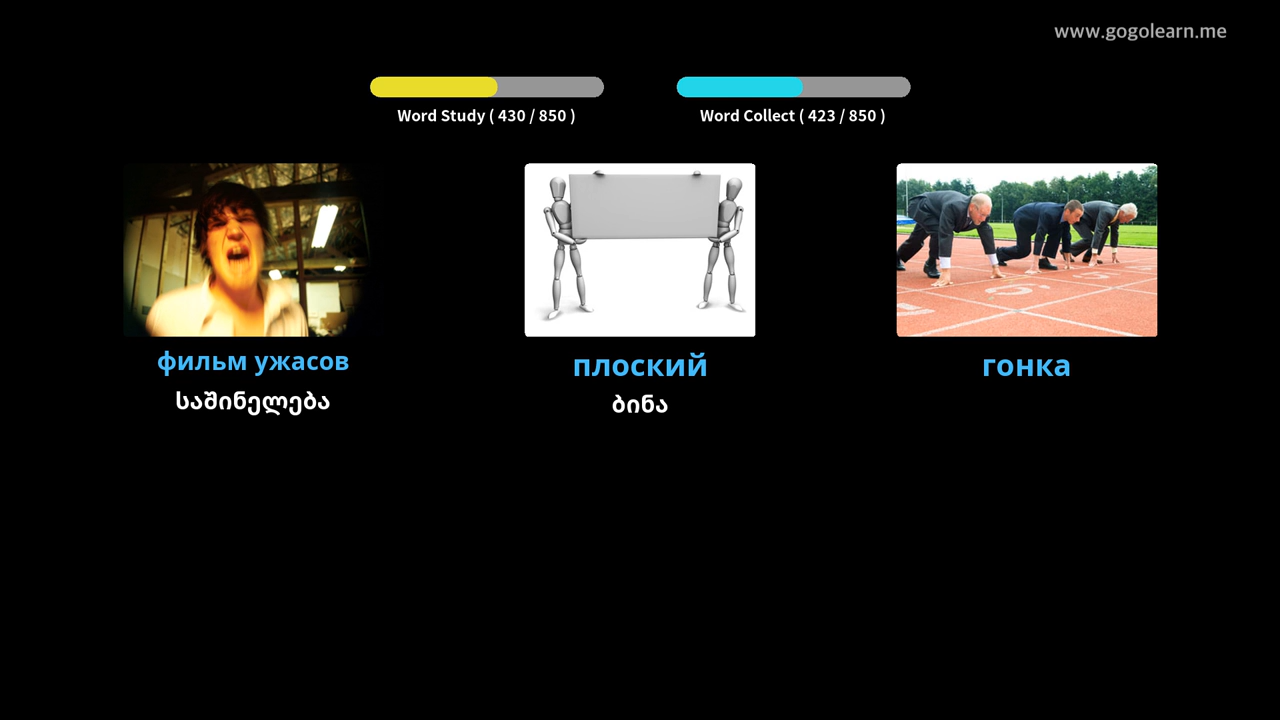 www.gogolearn.me
Word Study ( 430 / 850 )
Word Collect ( 423 / 850 )
фильм ужасов
плоский
гонка
საშინელება
ბინა